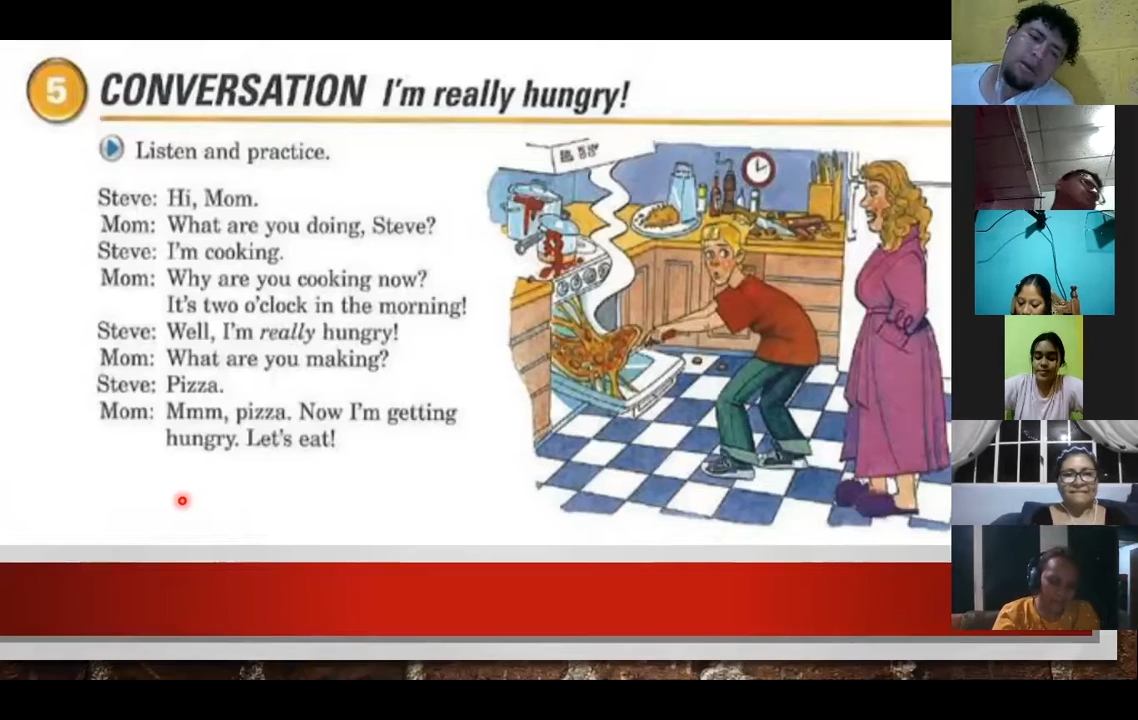 5 CONVERSATION I'm really hungry!
Listen and practice.
Steve: Hi, Mom.
Mom: What are you doing, Steve?
Steve: I'm cooking.
Mom: Why are you cooking now?
It's two o'clock in the morning!
Steve: Well, I'm really hungry!
Mom: What are you making?
Steve: Pizza.
Mom: Mmm, pizza. Now I'm getting
hungry. Let's eat!